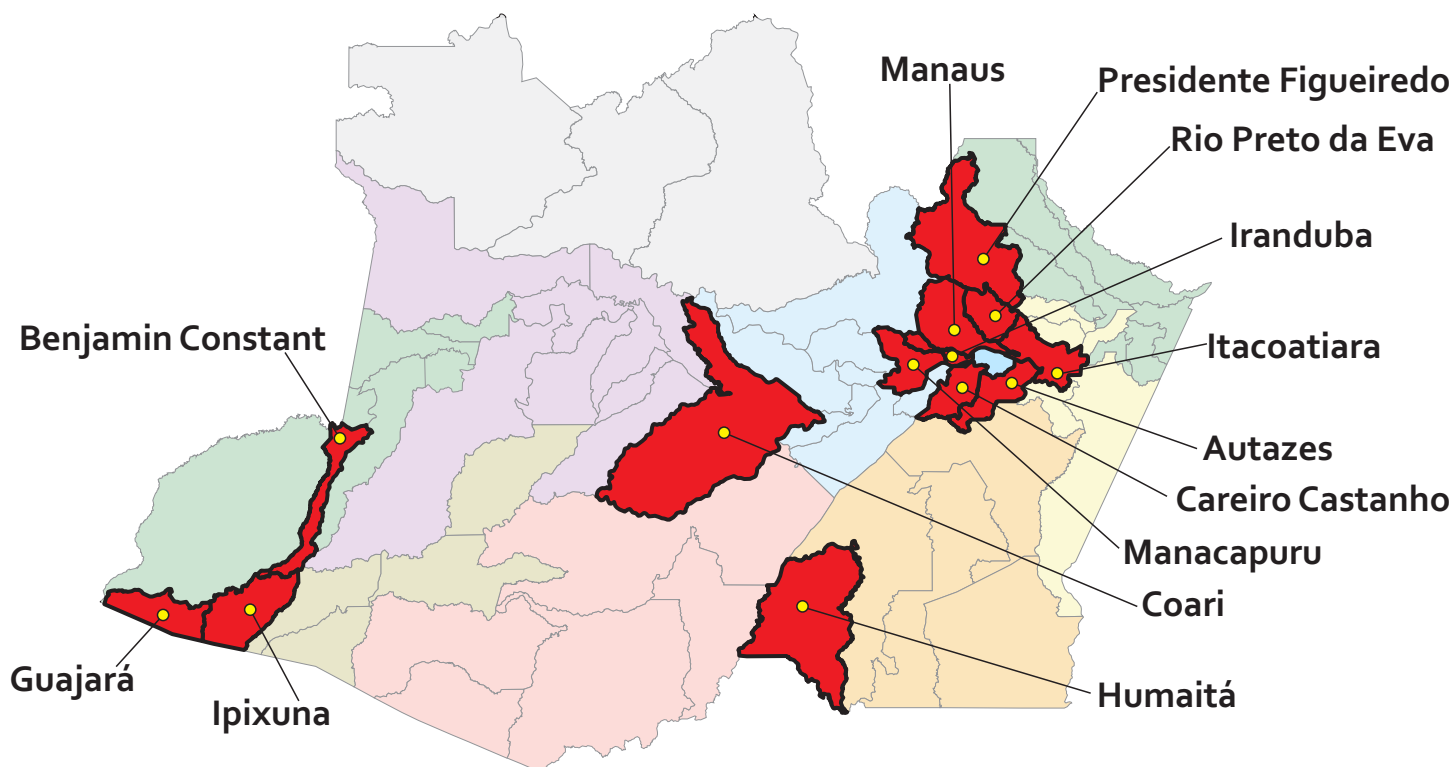 Manaus
Presidente Figueiredo
Rio Preto da Eva
Iranduba
Benjamin Constant
Itacoatiara
Autazes
Careiro Castanho
Manacapuru
Coari
Guajará
Ipixuna
Humaitá